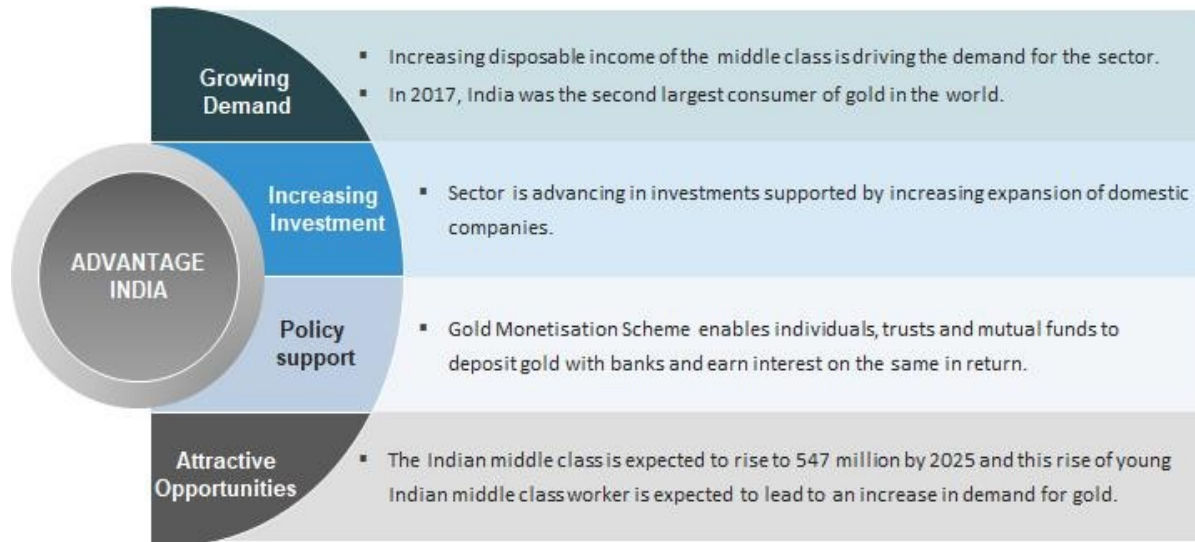 ADVANTAGE
INDIA
Growing
Demand
▪ Increasing disposable income of the middle class is driving the demand for the sector.
▪ In 2017, India was the second largest consumer of gold in the world.
Increasing
Investment
▪ Sector is advancing in investments supported by increasing expansion of domestic
companies.
Policy
support
▪ Gold Monetisation Scheme enables individuals, trusts and mutual funds to
deposit gold with banks and earn interest on the same in return.
Attractive
Opportunities
▪ The Indian middle class is expected to rise to 547 million by 2025 and this rise of young
Indian middle class worker is expected to lead to an increase in demand for gold.